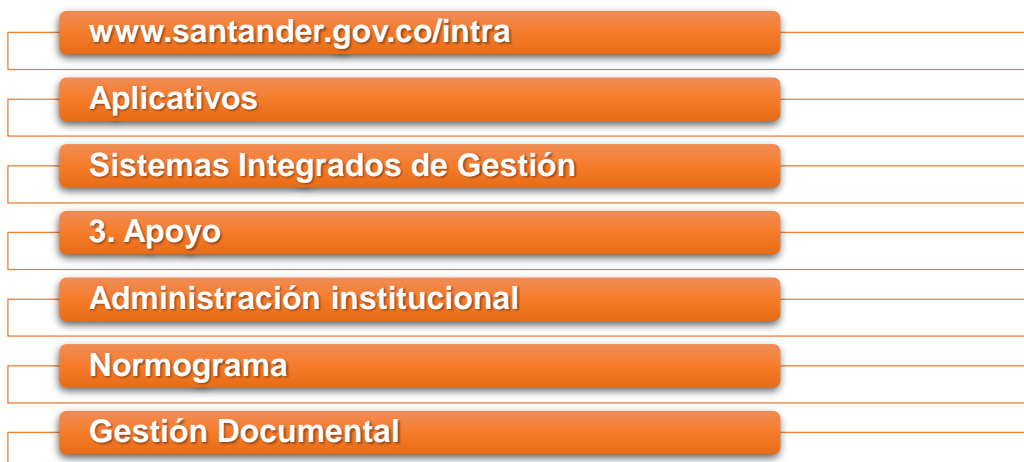 www.santander.gov.co/intra
Aplicativos
Sistemas Integrados de Gestión
3. Apoyo
Administración institucional
Normograma
Gestión Documental